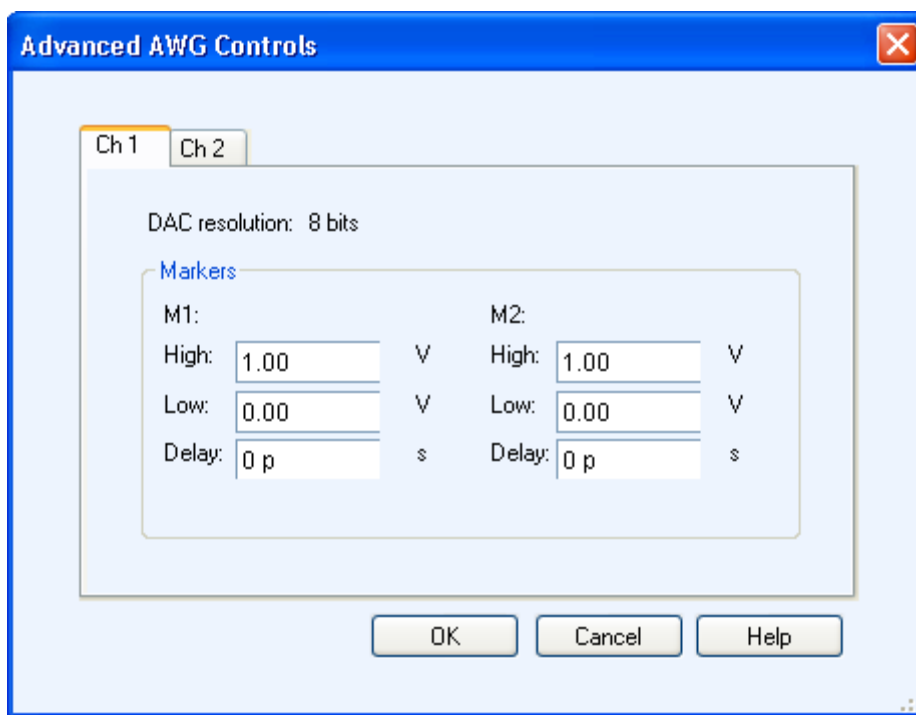 Advanced AWG Controls
Ch 1 Ch 2
DAC resolution: 8 bits
Markers
M1: M2:
High: 1.00 V High: 1.00 V
Low: 0.00 V Low: 0.00 V
Delay: 0 p s Delay: 0 p s
OK Cancel Help